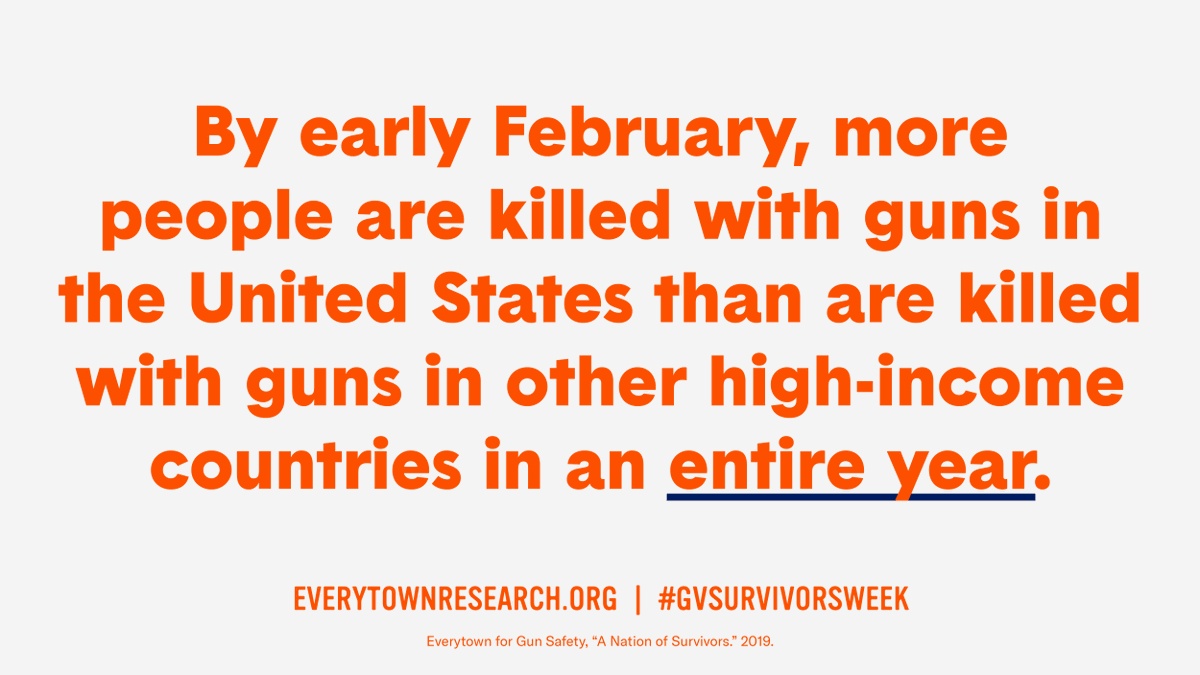 By early February, more
people are killed with guns in
the United States than are killed
with guns in other high-income
countries in an entire year.
EVERYTOWNRESEARCH.ORG | #GVSURVIVORSWEEK
Everytown for Gun Safety, “A Nation of Survivors.” 2019.